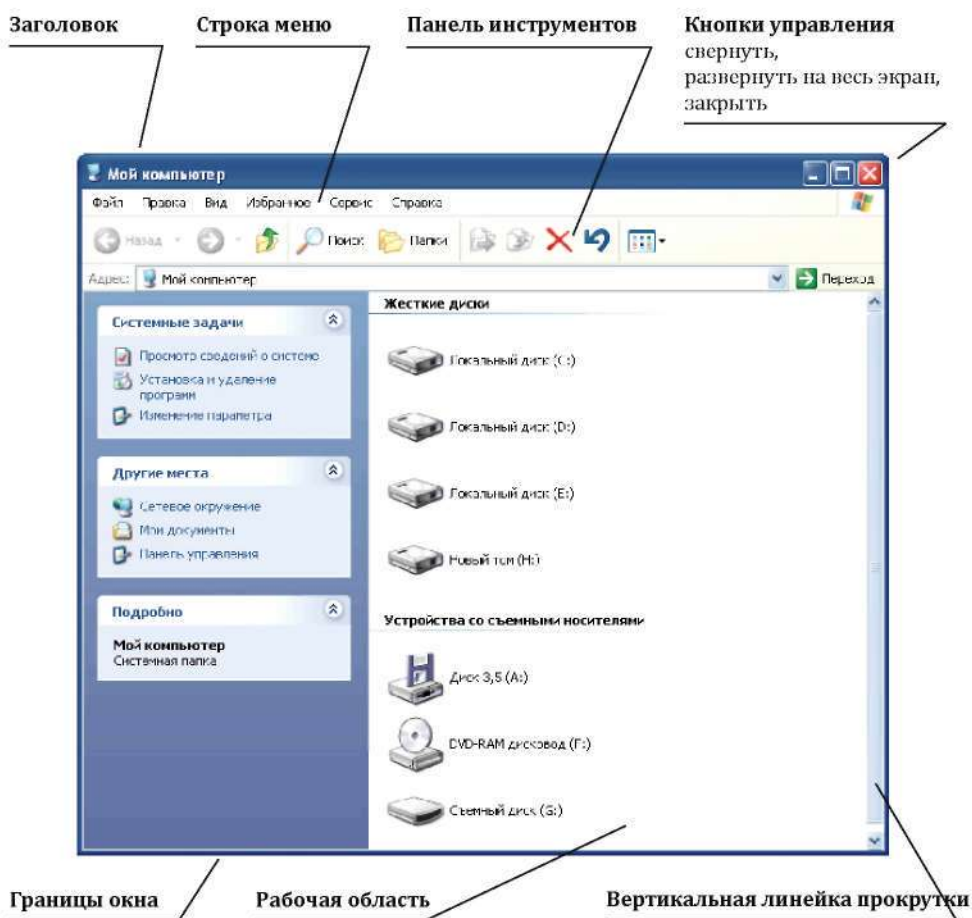 Заголовок
Строка меню
Панель инструментов
Кнопки управления
свернуть,
развернуть на весь экран,
закрыть
Мой компьютер
Файл Правка Вид Избранное Сервис Справка
Назад Поиск Папки
Адрес: Мой компьютер Переход
Системные задачи
Просмотр сведений о системе
Установка и удаление
программ
Изменение параметра
Другие места
Сетевое окружение
Мои документы
Панель управления
Подробно
Мой компьютер
Системная папка
Жесткие диски
Локальный диск (C:)
Локальный диск (D:)
Локальный диск (E:)
Новый том (H:)
Устройства со съемными носителями
Диск 3,5 (A:)
DVD-RAM дисковод (F:)
Съемный диск (G:)
Границы окна
Рабочая область
Вертикальная линейка прокрутки